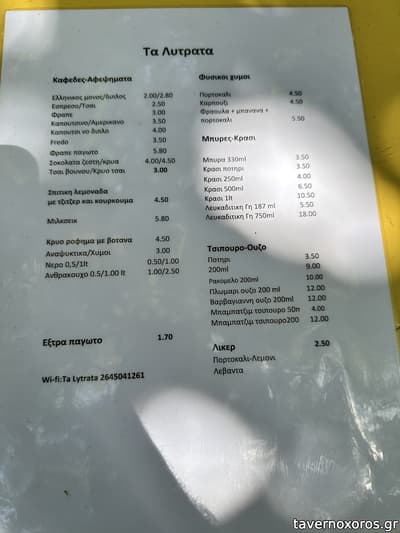 Τα Λυτρατα
Καφεδες-Αφεψηματα
Ελληνικος μονος/διπλος 2.00/2.80
Εσπρεσο/Τσαι 2.50
Φραπε 3.00
Καπουτσινο/Αμερικανο 3.50
Καπουτσι νο διπλο 4.00
Fredo 3.50
Φραπε παγωτο 5.80
Σοκολατα ζεστη/κρυα 4.00/4.50
Τσαι βουνου/Κρυο τσαι 3.00
Σπιτικη λεμοναδα
με τζιτζερ και κουρκουμα 4.50
Μιλκσεικ 5.80
Κρυο ροφημα με βοτανα 4.50
Αναψυκτικα/Χυμοι 3.00
Νερο 0,5/1lt 0.50/1.00
Ανθρακουχο 0.5/1.00 lt 1.00/2.50
Εξτρα παγωτο 1.70
Wi-fi:Ta Lytrata 2645041261
Φυσικοι χυμοι
Πορτοκαλι 4.50
Καρπουζι 4.50
Φραουλα + μπανανα +
πορτοκαλι 5.50
Μπυρες-Κρασι
Μπυρα 330ml 3.50
Κρασι ποτηρι 3.50
Κρασι 250ml 4.00
Κρασι 500ml 6.50
Κρασι 1lt 10.50
Λευκαδιτικη Γη 187 ml 5.50
Λευκαδιτικη Γη 750ml 18.00
Τσιπουρο-Ουζο
Ποτηρι 3.50
200ml 9.00
Ρακομελο 200ml 10.00
Πλωμαρι ουζο 200 ml 12.00
Βαρβαγιαννη ουζο 200ml 12.00
Μπαμπατζιμ τσιπουρο 50π 4.00
Μπαμπατζιμ τσιπουρο200 12.00
Λικερ 2.50
Πορτοκαλι-Λεμονι
Λεβαντα
tavernoxoros.gr